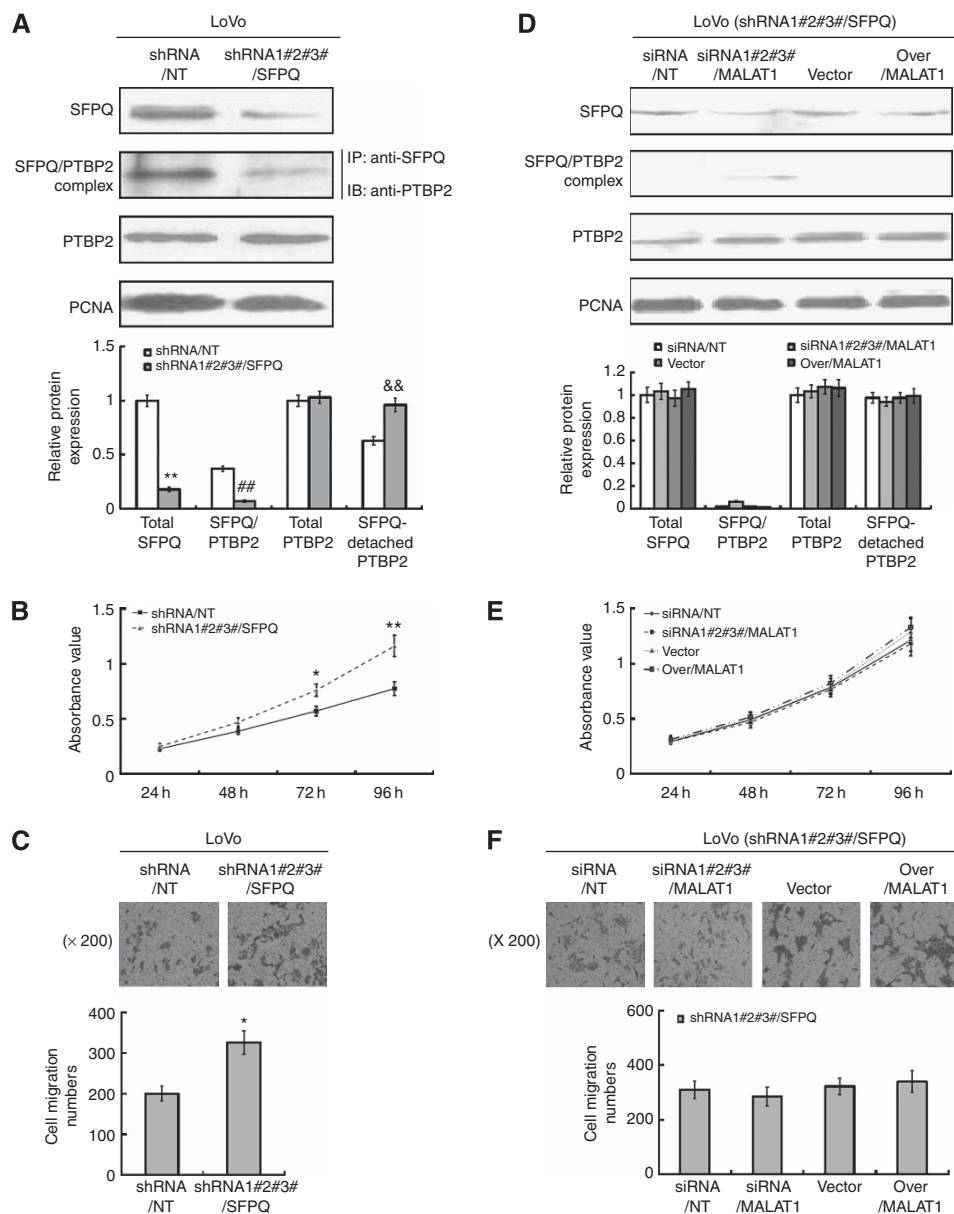 A
LoVo
shRNA
/NT
shRNA1#2#3#
/SFPQ
SFPQ
SFPQ/PTBP2
complex
IP: anti-SFPQ
IB: anti-PTBP2
PTBP2
PCNA
1.5
1
0.5
0
Relative protein
expression
shRNA/NT
shRNA1#2#3#/SFPQ
**
##
&&
Total
SFPQ
SFPQ/
PTBP2
Total
PTBP2
SFPQ-
detached
PTBP2
B
1.5
1
0.5
0
Absorbance value
shRNA/NT
shRNA1#2#3#/SFPQ
*
**
24 h
48 h
72 h
96 h
C
LoVo
shRNA
/NT
shRNA1#2#3#
/SFPQ
(× 200)
400
300
200
100
0
Cell migration
numbers
*
shRNA
/NT
shRNA1#2#3#
/SFPQ
D
LoVo (shRNA1#2#3#/SFPQ)
siRNA
/NT
siRNA1#2#3#
/MALAT1
Vector
Over
/MALAT1
SFPQ
SFPQ/PTBP2
complex
PTBP2
PCNA
siRNA/NT
siRNA1#2#3#/MALAT1
Vector
Over/MALAT1
1.2
1
0.8
0.6
0.4
0.2
0
Relative protein
expression
Total
SFPQ
SFPQ/
PTBP2
Total
PTBP2
SFPQ-
detached
PTBP2
E
1.5
1
0.5
0
Absorbance value
siRNA/NT
siRNA1#2#3#/MALAT1
Vector
Over/MALAT1
24 h
48 h
72 h
96 h
F
LoVo (shRNA1#2#3#/SFPQ)
siRNA
/NT
siRNA1#2#3#
/MALAT1
Vector
Over
/MALAT1
(X 200)
600
400
200
0
Cell migration
numbers
shRNA1#2#3#/SFPQ
siRNA
/NT
siRNA
/MALAT1
Vector
Over
/MALAT1